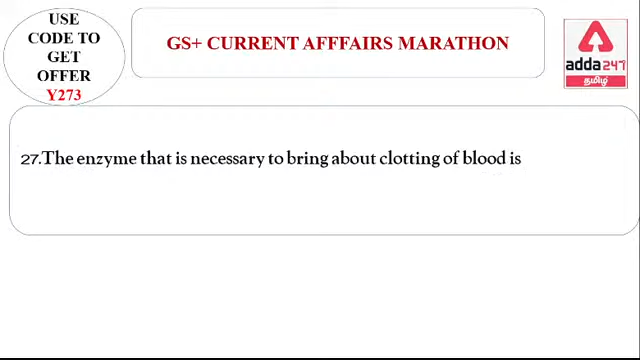 USE
CODE TO
GET
OFFER
Y273
GS+ CURRENT AFFFAIRS MARATHON
adda247
தமிழ்
27.The enzyme that is necessary to bring about clotting of blood is